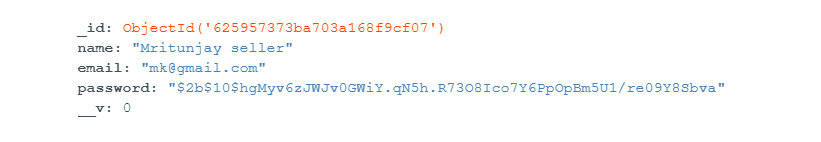 _id: ObjectId('625957373ba703a168f9cf07')
name: "Mritunjay seller"
email: "mk@gmail.com"
password: "$2b$10$hgMyv6zJWJv0GWiY.qN5h.R73O8Ico7Y6PpOpBm5U1/re09Y8Sbva"
__v: 0